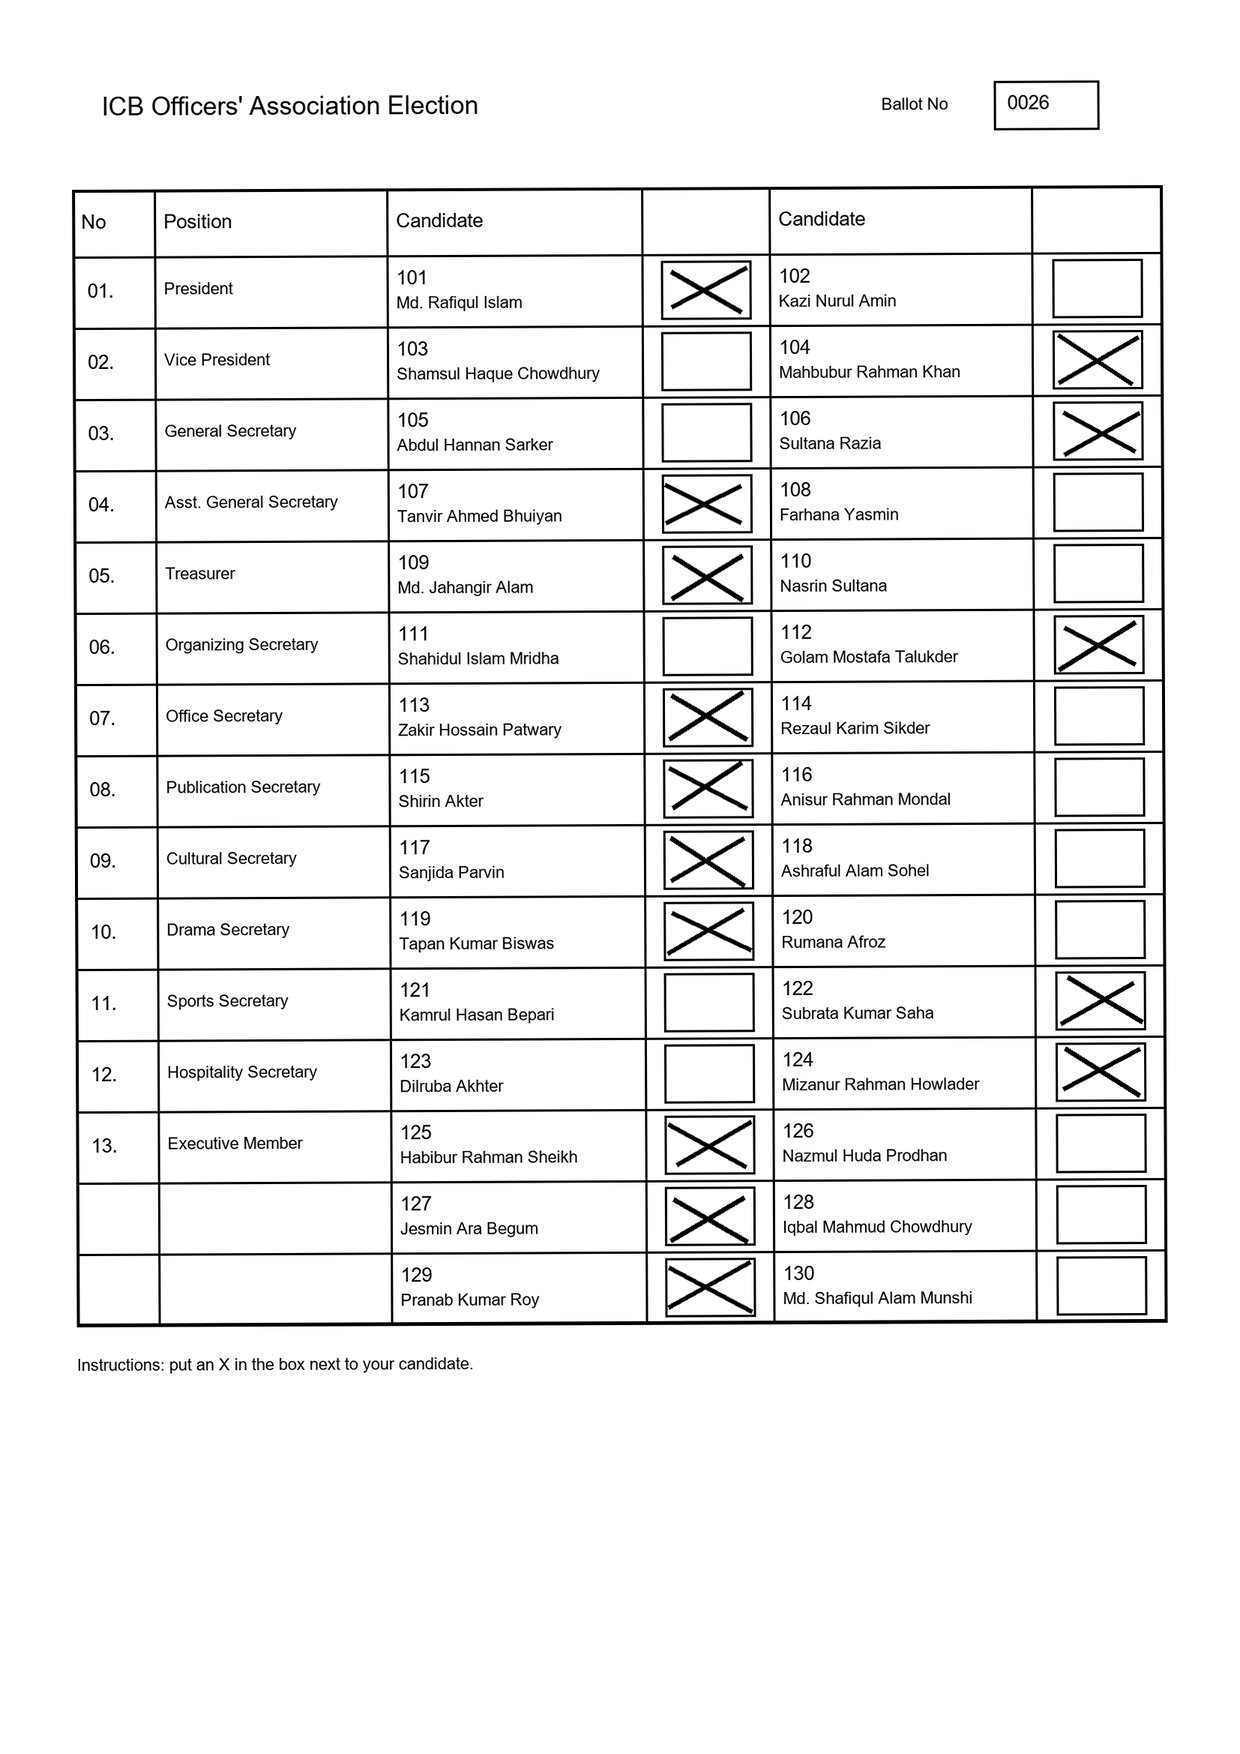 ICB Officers' Association Election
Ballot No 0026
No Position Candidate Candidate
01. President 101 Md. Rafiqul Islam 102 Kazi Nurul Amin
02. Vice President 103 Shamsul Haque Chowdhury 104 Mahbubur Rahman Khan
03. General Secretary 105 Abdul Hannan Sarker 106 Sultana Razia
04. Asst. General Secretary 107 Tanvir Ahmed Bhuiyan 108 Farhana Yasmin
05. Treasurer 109 Md. Jahangir Alam 110 Nasrin Sultana
06. Organizing Secretary 111 Shahidul Islam Mridha 112 Golam Mostafa Talukder
07. Office Secretary 113 Zakir Hossain Patwary 114 Rezaul Karim Sikder
08. Publication Secretary 115 Shirin Akter 116 Anisur Rahman Mondal
09. Cultural Secretary 117 Sanjida Parvin 118 Ashraful Alam Sohel
10. Drama Secretary 119 Tapan Kumar Biswas 120 Rumana Afroz
11. Sports Secretary 121 Kamrul Hasan Bepari 122 Subrata Kumar Saha
12. Hospitality Secretary 123 Dilruba Akhter 124 Mizanur Rahman Howlader
13. Executive Member 125 Habibur Rahman Sheikh 126 Nazmul Huda Prodhan
127 Jesmin Ara Begum 128 Iqbal Mahmud Chowdhury
129 Pranab Kumar Roy 130 Md. Shafiqul Alam Munshi
Instructions: put an X in the box next to your candidate.